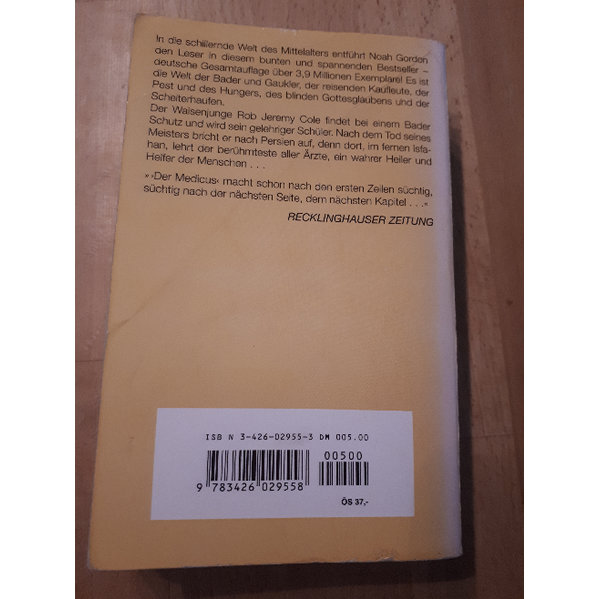 In die schillernde Welt des Mittelalters entführt Noah Gordon
den Leser in diesem bunten und spannenden Bestseller –
deutsche Gesamtauflage über 3,9 Millionen Exemplare! Es ist
die Welt der Bader und Gaukler, der reisenden Kaufleute, der
Pest und des Hungers, des blinden Gottesglaubens und der
Scheiterhaufen.
Der Waisenjunge Rob Jeremy Cole findet bei einem Bader
Schutz und wird sein gelehriger Schüler. Nach dem Tod seines
Meisters bricht er nach Persien auf, denn dort, im fernen Isfa-
han, lehrt der berühmteste aller Ärzte, ein wahrer Heiler und
Helfer der Menschen . . .
»›Der Medicus‹ macht schon nach den ersten Zeilen süchtig,
süchtig nach der nächsten Seite, dem nächsten Kapitel . . .«
RECKLINGHAUSER ZEITUNG
ISB N 3-426-02955-3 DM 005.00
00500
9 783426 029558
ÖS 37,-